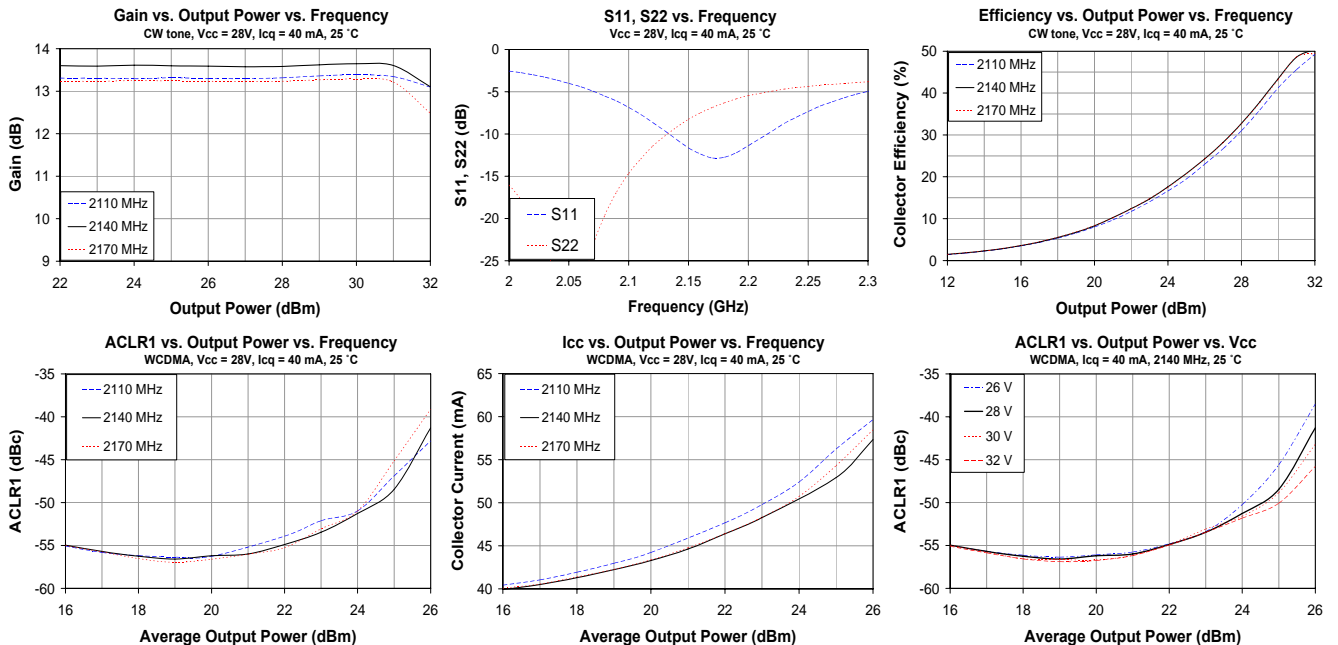 Gain vs. Output Power vs. Frequency
CW tone, Vcc = 28V, Icq = 40 mA, 25 ˚C
Gain (dB)
14
13
12
11
10
9
2110 MHz
2140 MHz
2170 MHz
22 24 26 28 30 32
Output Power (dBm)
S11, S22 vs. Frequency
Vcc = 28V, Icq = 40 mA, 25 ˚C
S11, S22 (dB)
0
-5
-10
-15
-20
-25
S11
S22
2 2.05 2.1 2.15 2.2 2.25 2.3
Frequency (GHz)
Efficiency vs. Output Power vs. Frequency
CW tone, Vcc = 28V, Icq = 40 mA, 25 ˚C
Collector Efficiency (%)
50
40
30
20
10
0
2110 MHz
2140 MHz
2170 MHz
12 16 20 24 28 32
Output Power (dBm)
ACLR1 vs. Output Power vs. Frequency
WCDMA, Vcc = 28V, Icq = 40 mA, 25 ˚C
ACLR1 (dBc)
-35
-40
-45
-50
-55
-60
2110 MHz
2140 MHz
2170 MHz
16 18 20 22 24 26
Average Output Power (dBm)
Icc vs. Output Power vs. Frequency
WCDMA, Vcc = 28V, Icq = 40 mA, 25 ˚C
Collector Current (mA)
65
60
55
50
45
40
2110 MHz
2140 MHz
2170 MHz
16 18 20 22 24 26
Average Output Power (dBm)
ACLR1 vs. Output Power vs. Vcc
WCDMA, Icq = 40 mA, 2140 MHz, 25 ˚C
ACLR1 (dBc)
-35
-40
-45
-50
-55
-60
26 V
28 V
30 V
32 V
16 18 20 22 24 26
Average Output Power (dBm)